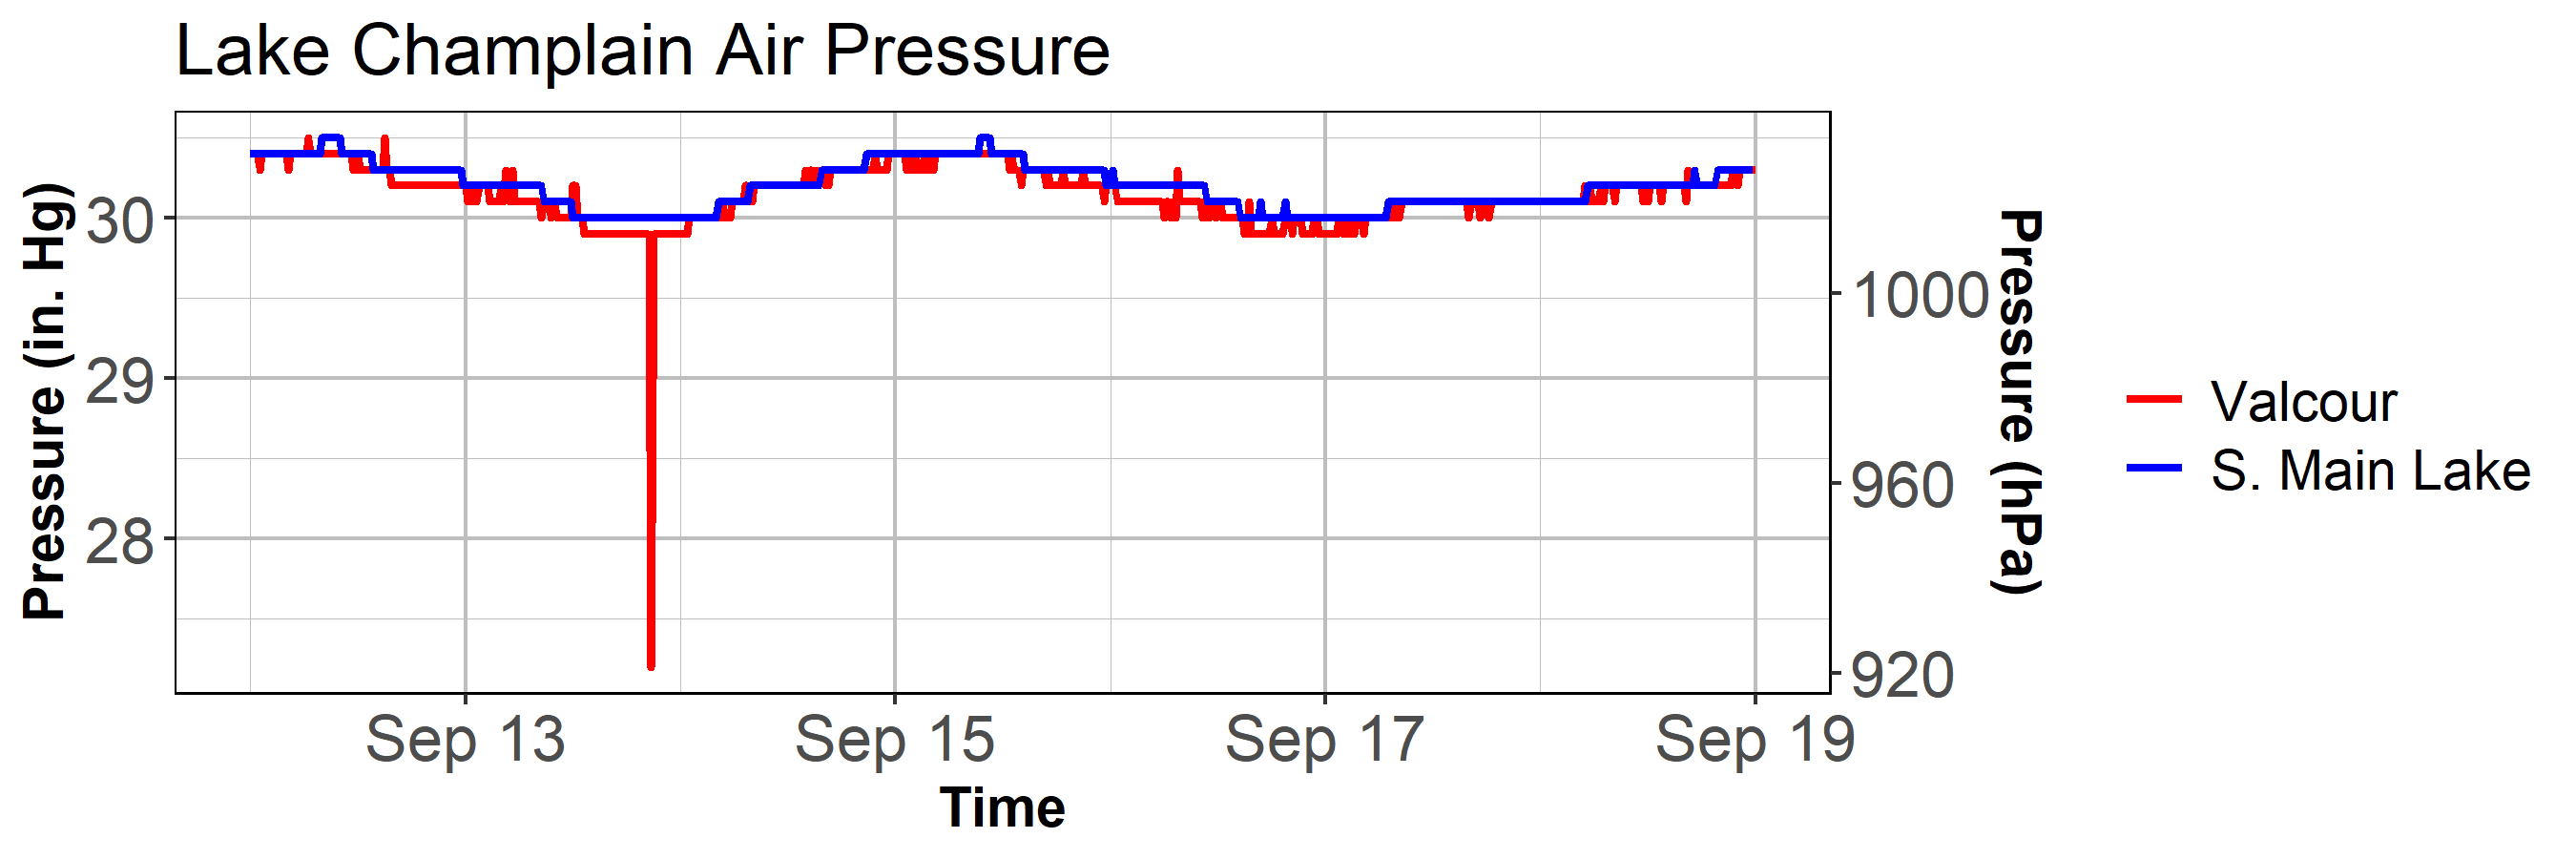 Lake Champlain Air Pressure
Pressure (in. Hg)
30
29
28
1000
960
920
Pressure (hPa)
Sep 13
Sep 15
Sep 17
Sep 19
Time
Valcour
S. Main Lake